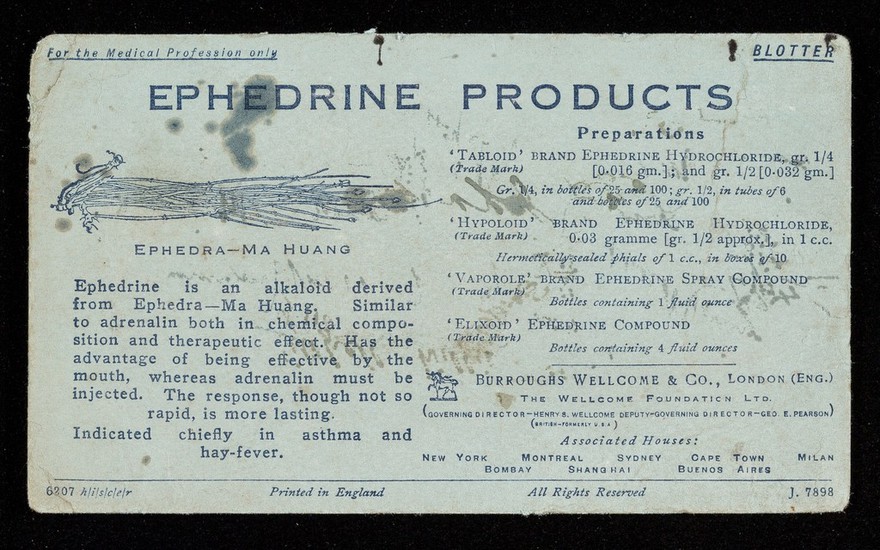 For the Medical Profession only
BLOTTER
EPHEDRINE PRODUCTS
EPHEDRA—MA HUANG
Ephedrine is an alkaloid derived
from Ephedra—Ma Huang. Similar
to adrenalin both in chemical compo-
sition and therapeutic effect. Has the
advantage of being effective by the
mouth, whereas adrenalin must be
injected. The response, though not so
rapid, is more lasting.
Indicated chiefly in asthma and
hay-fever.
Preparations
'TABLOID' BRAND EPHEDRINE HYDROCHLORIDE, gr. 1/4
(Trade Mark) [0·016 gm.]; and gr. 1/2 [0·032 gm.]
Gr. 1/4, in bottles of 25 and 100; gr. 1/2, in tubes of 6
and bottles of 25 and 100
'HYPOLOID' BRAND EPHEDRINE HYDROCHLORIDE,
(Trade Mark) 0·03 gramme [gr. 1/2 approx.], in 1 c.c.
Hermetically-sealed phials of 1 c.c., in boxes of 10
'VAPOROLE' BRAND EPHEDRINE SPRAY COMPOUND
(Trade Mark) Bottles containing 1 fluid ounce
'ELIXOID' EPHEDRINE COMPOUND
(Trade Mark) Bottles containing 4 fluid ounces
BURROUGHS WELLCOME & CO., LONDON (ENG.)
THE WELLCOME FOUNDATION LTD.
(GOVERNING DIRECTOR—HENRY S. WELLCOME DEPUTY-GOVERNING DIRECTOR—GEO. E. PEARSON)
(BRITISH—FORMERLY U S A)
Associated Houses:
NEW YORK MONTREAL SYDNEY CAPE TOWN MILAN
BOMBAY SHANGHAI BUENOS AIRES
6207 h/i/s/c/e/r Printed in England All Rights Reserved J. 7898